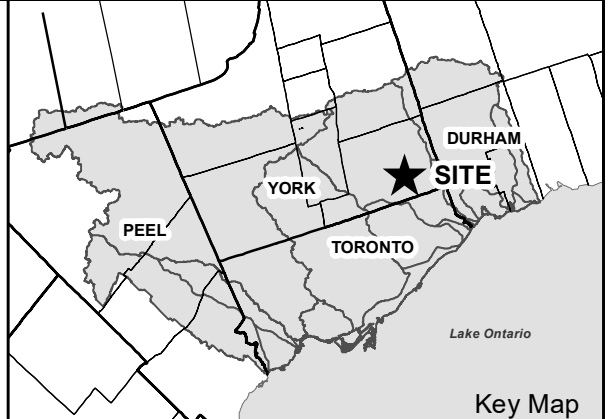 DURHAM
SITE
YORK
PEEL
TORONTO
Lake Ontario
Key Map